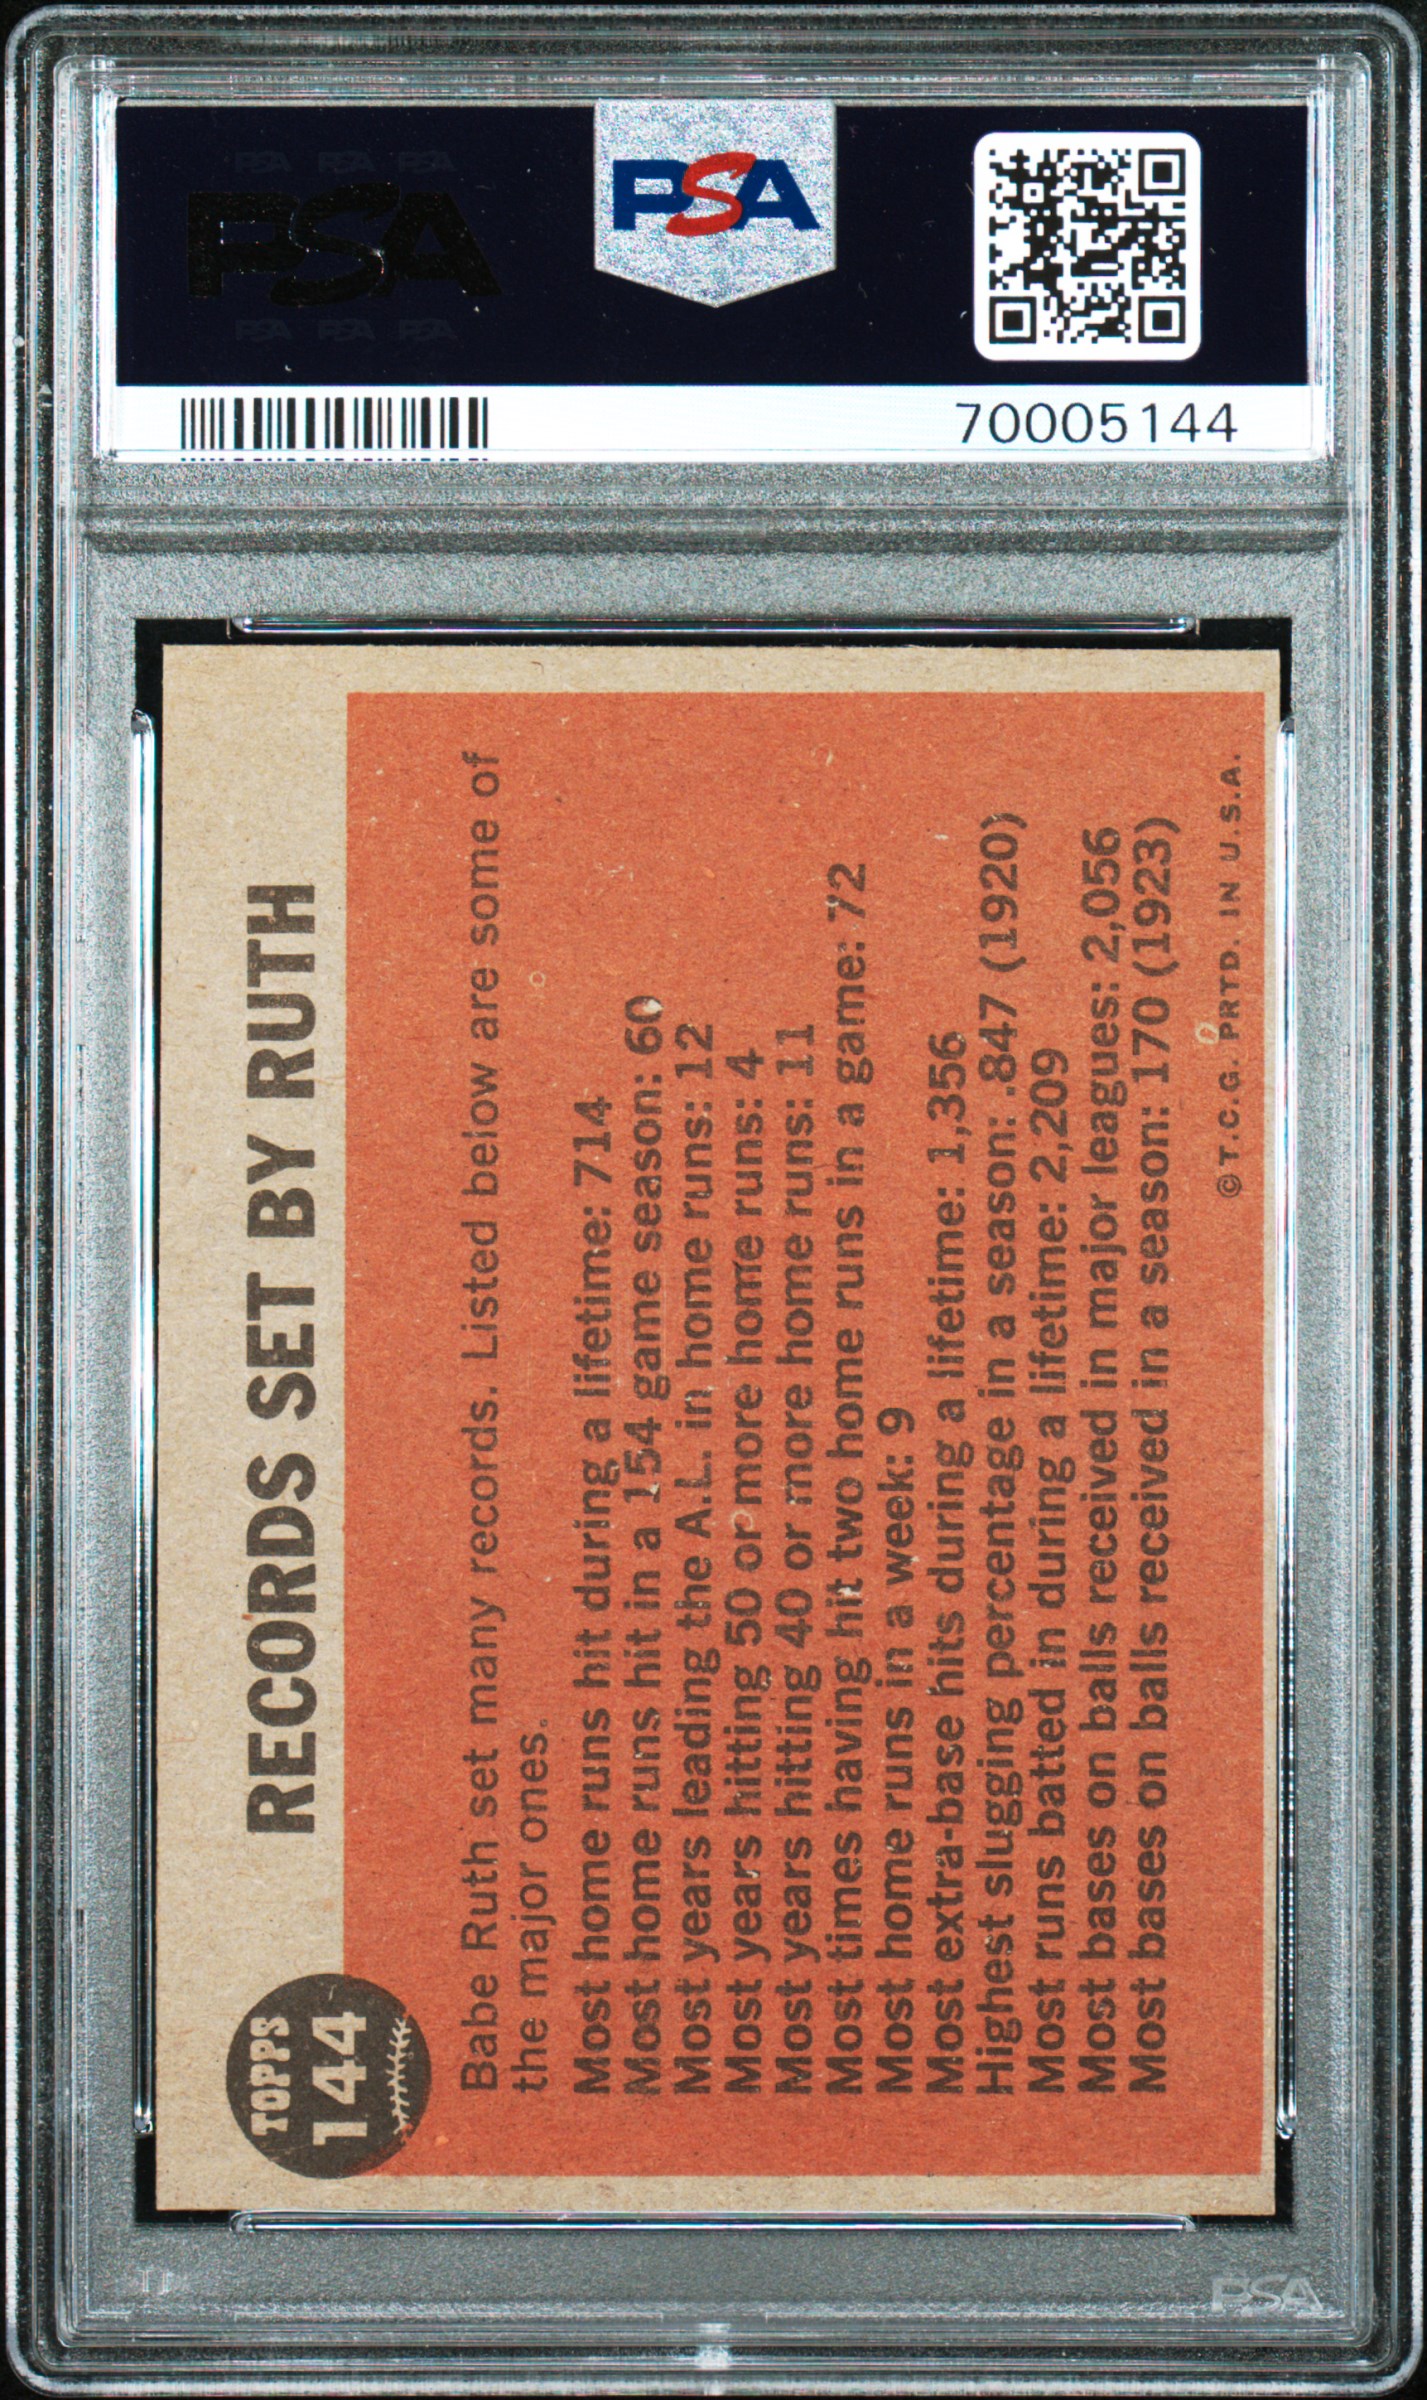 PSA PSA PSA
PSA
PSA PSA PSA
PSA
70005144
TOPPS
144
RECORDS SET BY RUTH
Babe Ruth set many records. Listed below are some of
the major ones.
Most home runs hit during a lifetime: 714
Most home runs hit in a 154 game season: 60
Most years leading the A.L. in home runs: 12
Most years hitting 50 or more home runs: 4
Most years hitting 40 or more home runs: 11
Most times having hit two home runs in a game: 72
Most home runs in a week: 9
Most extra-base hits during a lifetime: 1,356
Highest slugging percentage in a season: .847 (1920)
Most runs batted in during a lifetime: 2,209
Most bases on balls received in major leagues: 2,056
Most bases on balls received in a season: 170 (1923)
© T.C.G. PRTD. IN U.S.A.
PSA